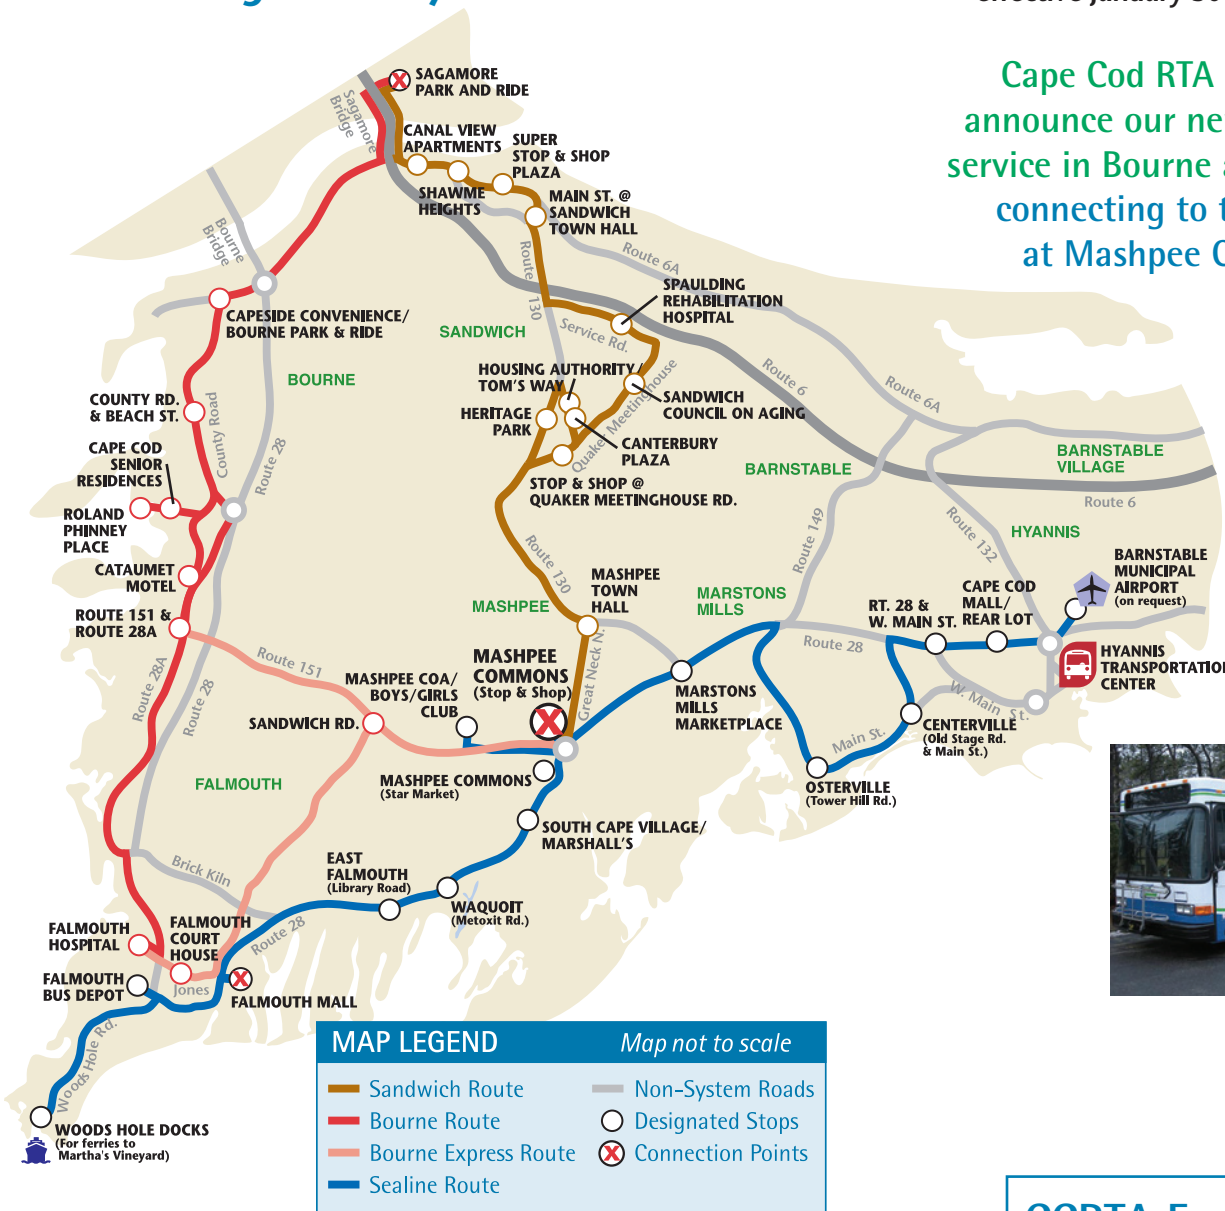 Cape Cod RTA
announce our ne
service in Bourne a
connecting to t
at Mashpee C
SAGAMORE
PARK AND RIDE
Sagamore
Bridge
CANAL VIEW
APARTMENTS
SUPER
STOP & SHOP
PLAZA
SHAWME
HEIGHTS
MAIN ST. @
SANDWICH
TOWN HALL
Bourne
Bridge
Route 6A
Route 130
SPAULDING
REHABILITATION
HOSPITAL
CAPESIDE CONVENIENCE/
BOURNE PARK & RIDE
SANDWICH
Service Rd.
BOURNE
HOUSING AUTHORITY/
TOM'S WAY
Route 6
Route 6A
Quaker Meetinghouse
SANDWICH
COUNCIL ON AGING
COUNTY RD.
& BEACH ST.
HERITAGE
PARK
County Road
CANTERBURY
PLAZA
CAPE COD
SENIOR
RESIDENCES
Route 28
BARNSTABLE
BARNSTABLE
VILLAGE
STOP & SHOP @
QUAKER MEETINGHOUSE RD.
Route 6
ROLAND
PHINNEY
PLACE
Route 149
Route 132
HYANNIS
CATAUMET
MOTEL
Route 130
MASHPEE
TOWN
HALL
BARNSTABLE
MUNICIPAL
AIRPORT
(on request)
CAPE COD
MALL/
REAR LOT
MASHPEE
MARSTONS
MILLS
RT. 28 &
W. MAIN ST.
ROUTE 151 &
ROUTE 28A
Route 28
Route 151
MASHPEE
COMMONS
(Stop & Shop)
Great Neck N.
HYANNIS
TRANSPORTATION
CENTER
Route 28A
Route 28
MASHPEE COA/
BOYS/GIRLS
CLUB
MARSTONS
MILLS
MARKETPLACE
W. Main St.
SANDWICH RD.
CENTERVILLE
(Old Stage Rd.
& Main St.)
Main St.
MASHPEE COMMONS
(Star Market)
FALMOUTH
OSTERVILLE
(Tower Hill Rd.)
SOUTH CAPE VILLAGE/
MARSHALL'S
Brick Kiln
EAST
FALMOUTH
(Library Road)
WAQUOIT
(Metoxit Rd.)
FALMOUTH
HOSPITAL
FALMOUTH
COURT
HOUSE
Route 28
FALMOUTH
BUS DEPOT
Jones
FALMOUTH MALL
Woods Hole Rd.
WOODS HOLE DOCKS
(For ferries to
Martha's Vineyard)
MAP LEGEND
Map not to scale
Sandwich Route
Non-System Roads
Bourne Route
Designated Stops
Bourne Express Route
Connection Points
Sealine Route